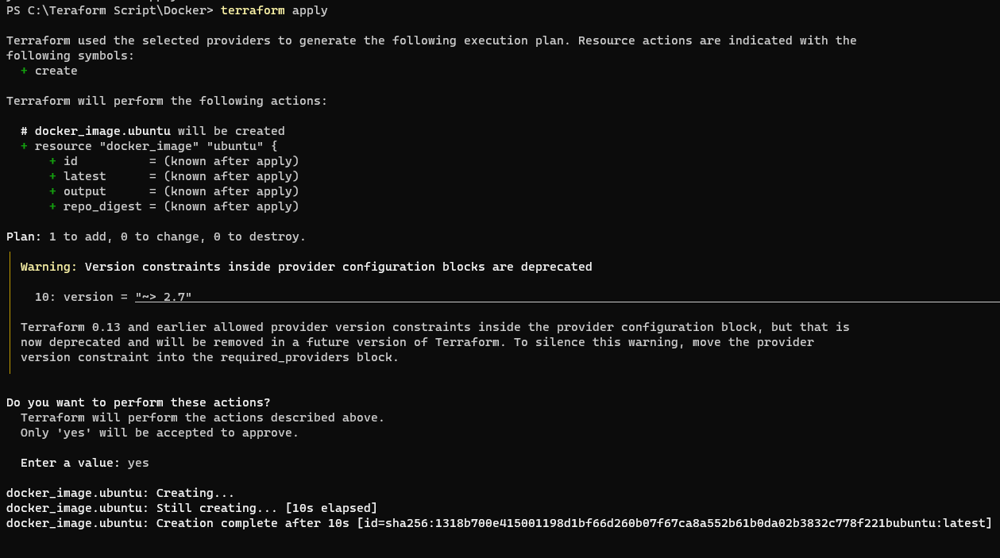 PS C:\Teraform Script\Docker> terraform apply
Terraform used the selected providers to generate the following execution plan. Resource actions are indicated with the
following symbols:
  + create
Terraform will perform the following actions:
  # docker_image.ubuntu will be created
  + resource "docker_image" "ubuntu" {
      + id          = (known after apply)
      + latest      = (known after apply)
      + output      = (known after apply)
      + repo_digest = (known after apply)
Plan: 1 to add, 0 to change, 0 to destroy.
  Warning: Version constraints inside provider configuration blocks are deprecated
    10: version = "~> 2.7"
  Terraform 0.13 and earlier allowed provider version constraints inside the provider configuration block, but that is
  now deprecated and will be removed in a future version of Terraform. To silence this warning, move the provider
  version constraint into the required_providers block.
Do you want to perform these actions?
  Terraform will perform the actions described above.
  Only 'yes' will be accepted to approve.
  Enter a value: yes
docker_image.ubuntu: Creating...
docker_image.ubuntu: Still creating... [10s elapsed]
docker_image.ubuntu: Creation complete after 10s [id=sha256:1318b700e415001198d1bf66d260b07f67ca8a552b61b0da02b3832c778f221bubuntu:latest]